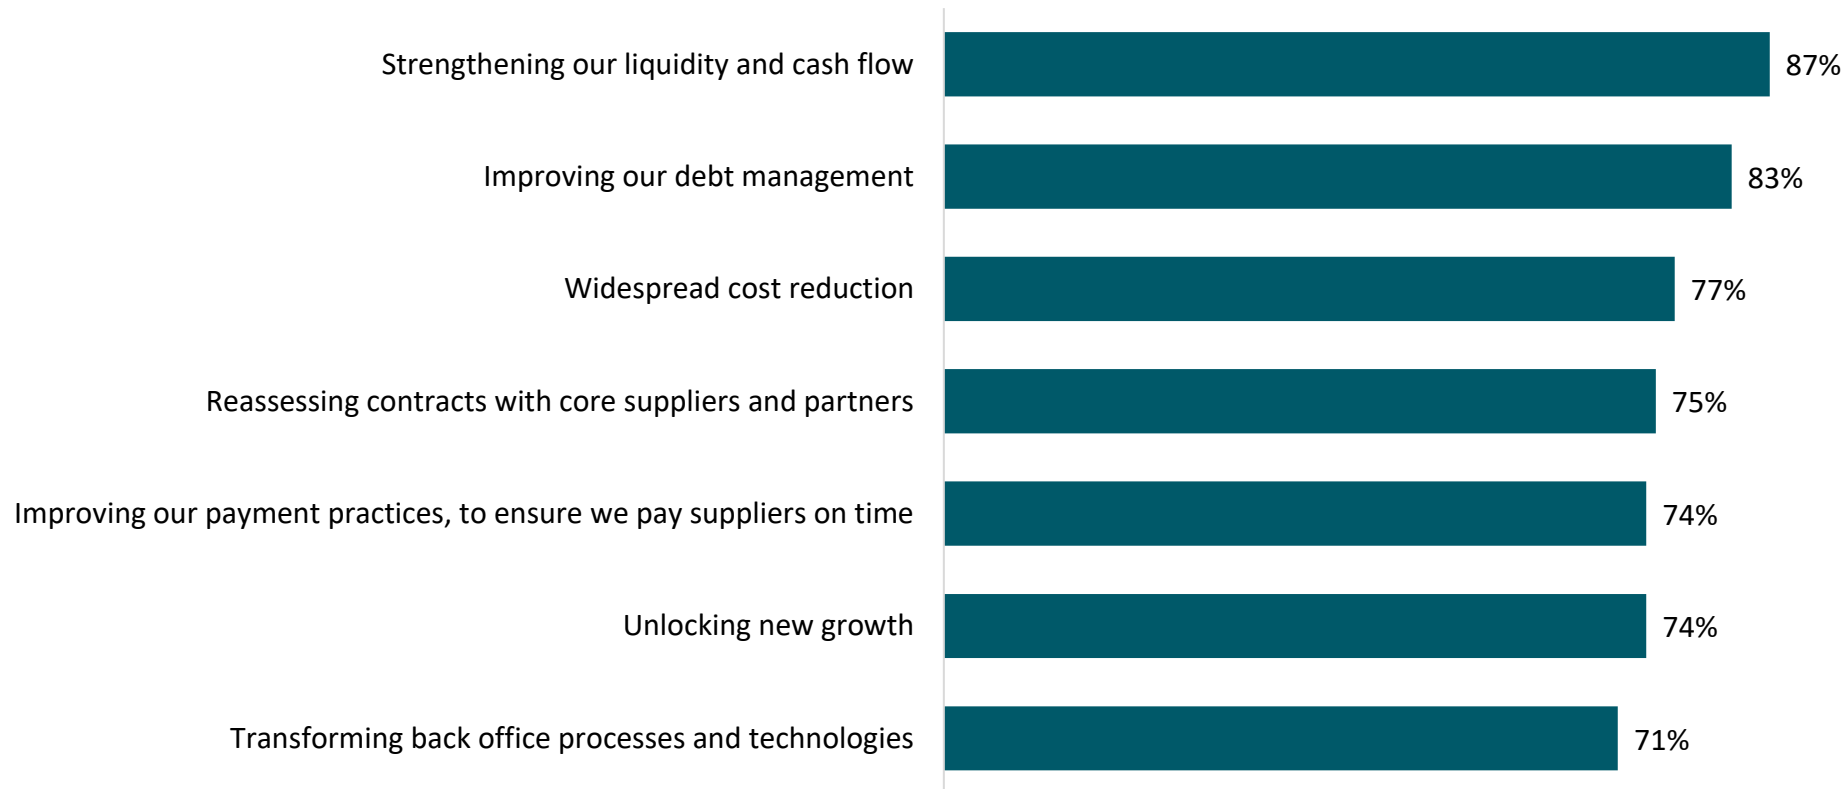 Strengthening our liquidity and cash flow 87%
Improving our debt management 83%
Widespread cost reduction 77%
Reassessing contracts with core suppliers and partners 75%
Improving our payment practices, to ensure we pay suppliers on time 74%
Unlocking new growth 74%
Transforming back office processes and technologies 71%